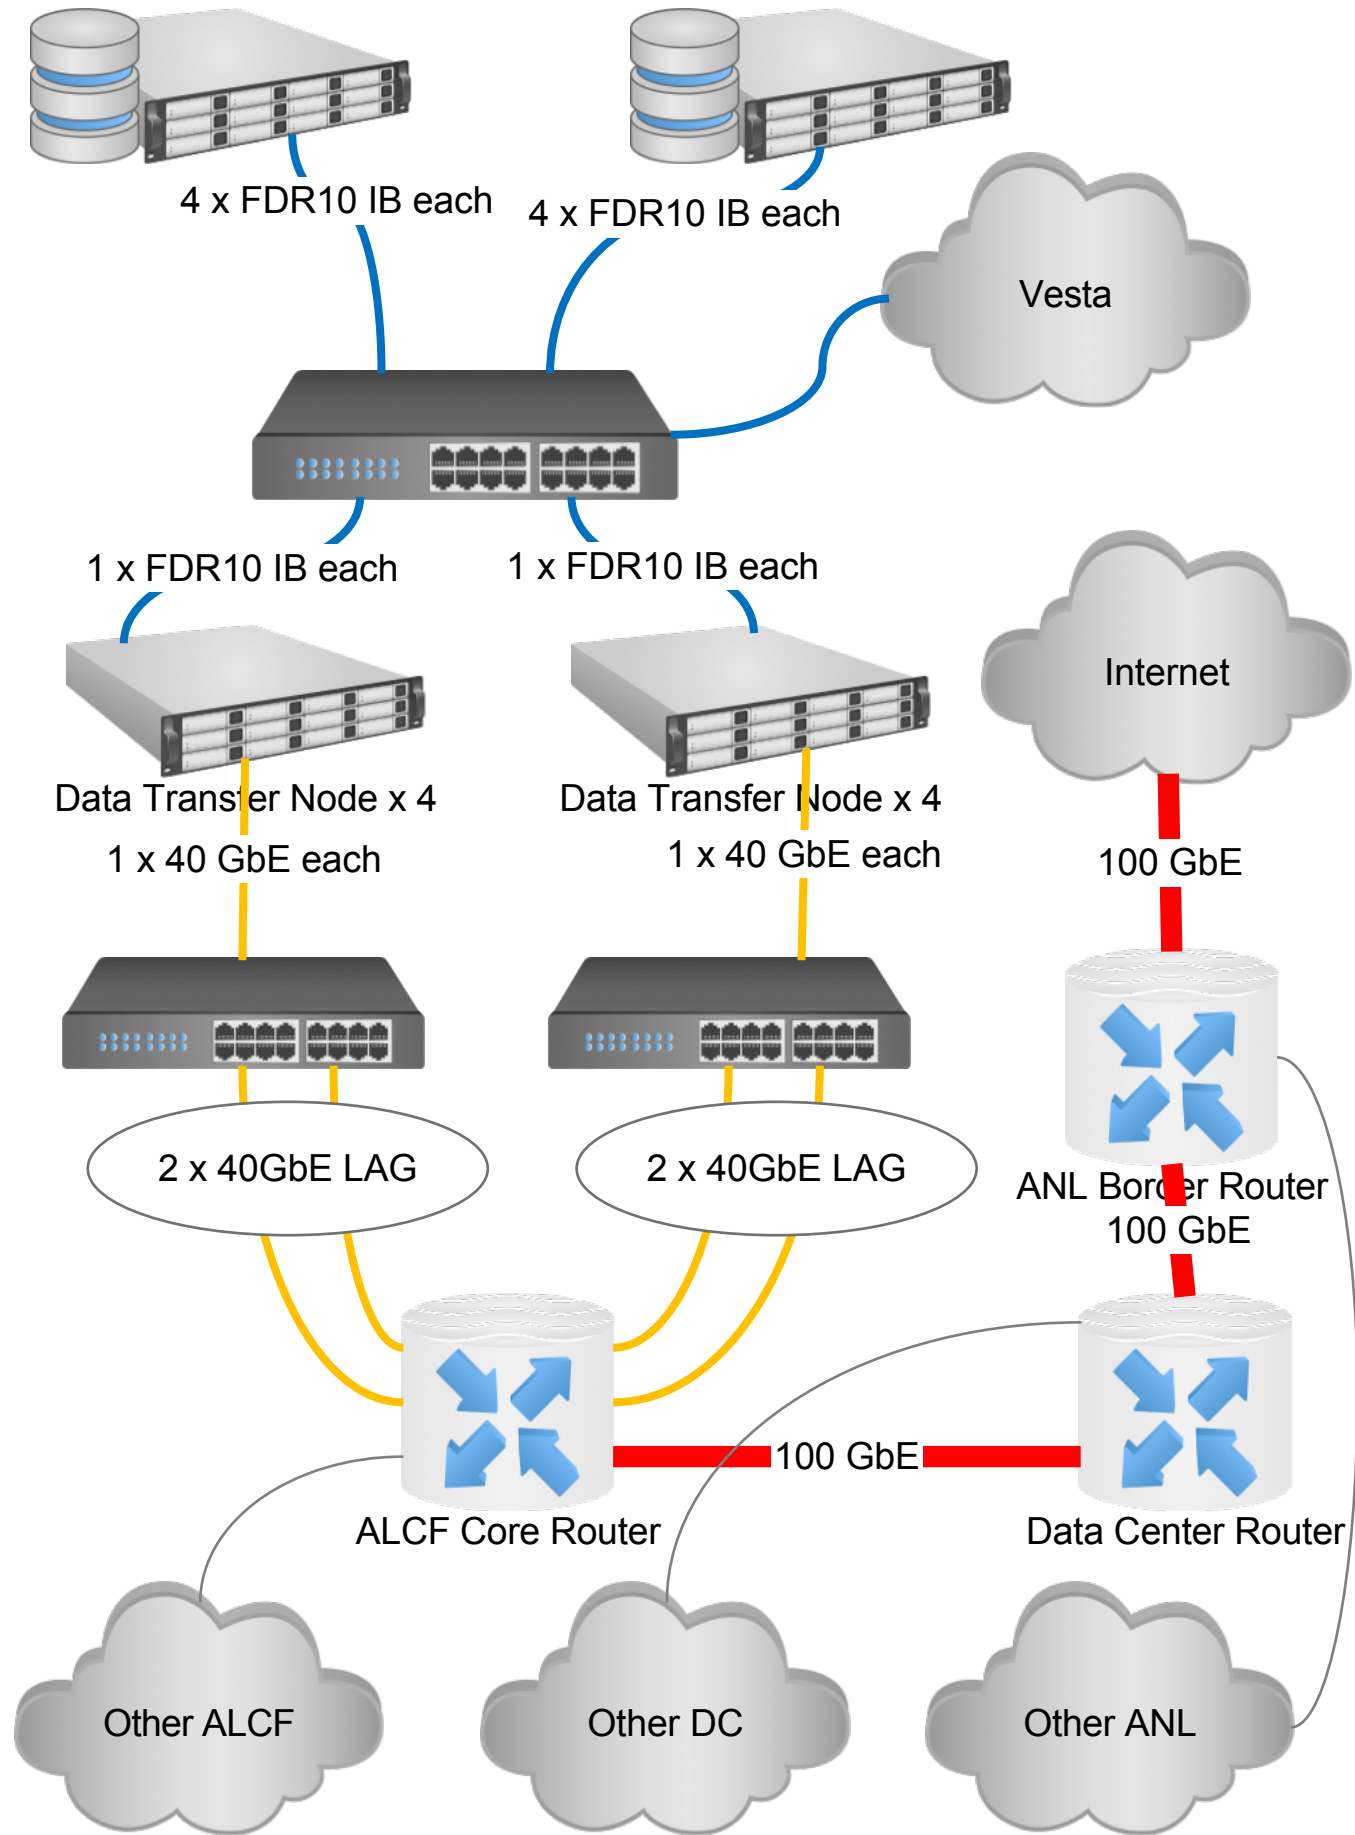 4 x FDR10 IB each
4 x FDR10 IB each
Vesta
1 x FDR10 IB each
1 x FDR10 IB each
Internet
Data Transfer Node x 4
Data Transfer Node x 4
1 x 40 GbE each
1 x 40 GbE each
100 GbE
2 x 40GbE LAG
2 x 40GbE LAG
ANL Border Router
100 GbE
100 GbE
ALCF Core Router
Data Center Router
Other ALCF
Other DC
Other ANL